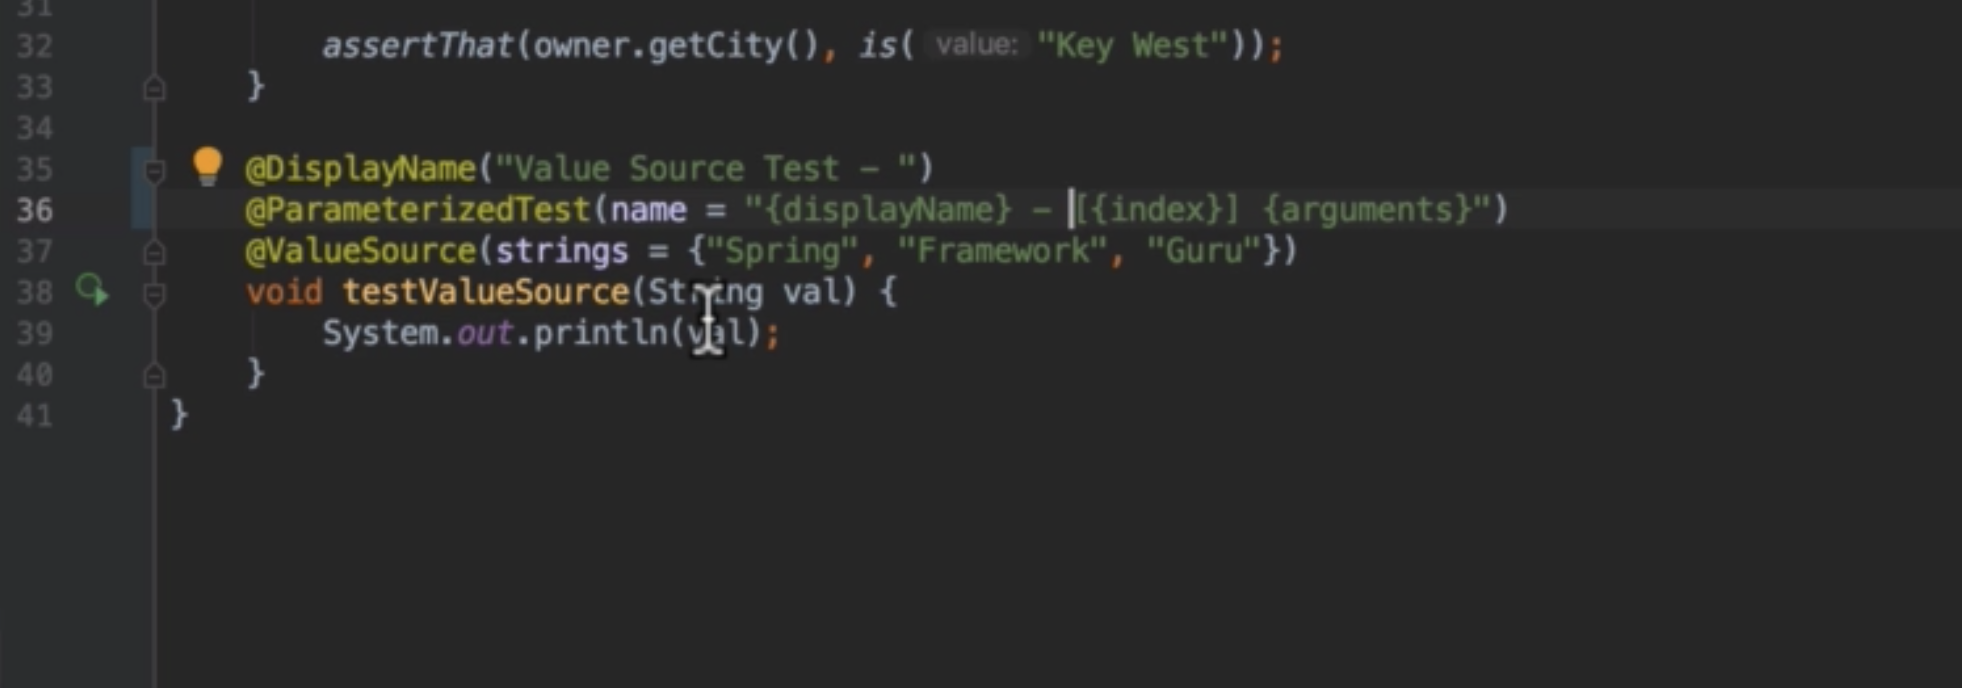 31
32 assertThat(owner.getCity(), is( value: "Key West"));
33 }
34
35 @DisplayName("Value Source Test - ")
36 @ParameterizedTest(name = "{displayName} - [{index}] {arguments}")
37 @ValueSource(strings = {"Spring", "Framework", "Guru"})
38 void testValueSource(String val) {
39 System.out.println(val);
40 }
41 }